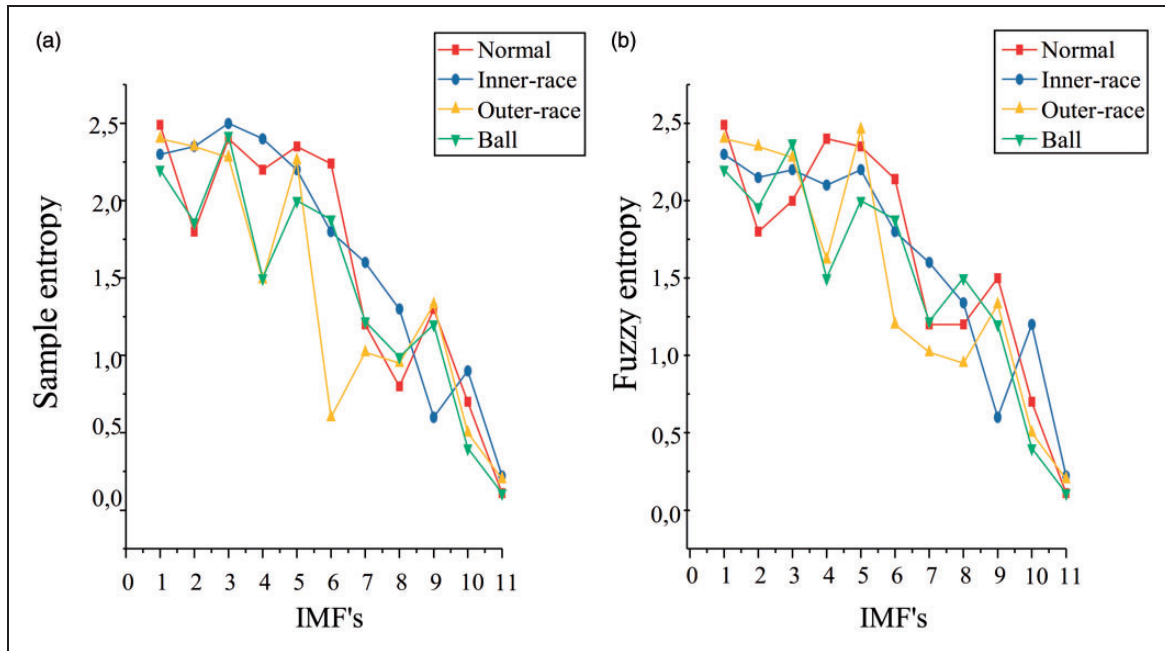 (a)
Normal
Inner-race
Outer-race
Ball
2,5
2,0
1,5
1,0
0,5
0,0
Sample entropy
0 1 2 3 4 5 6 7 8 9 10 11
IMF's
(b)
Normal
Inner-race
Outer-race
Ball
2,5
2,0
1,5
1,0
0,5
0,0
Fuzzy entropy
0 1 2 3 4 5 6 7 8 9 10 11
IMF's